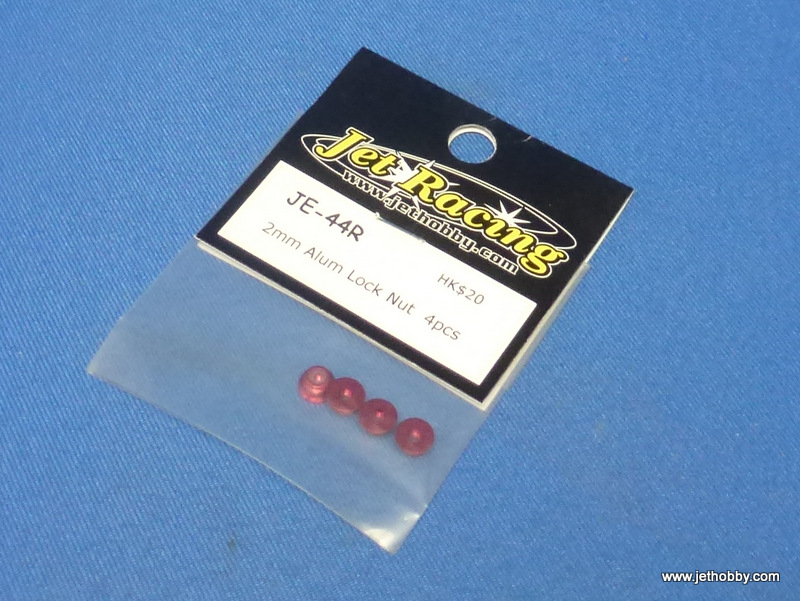 Jet Racing
www.jethobby.com
JE-44R
HK$20
2mm Alum Lock Nut 4pcs
www.jethobby.com